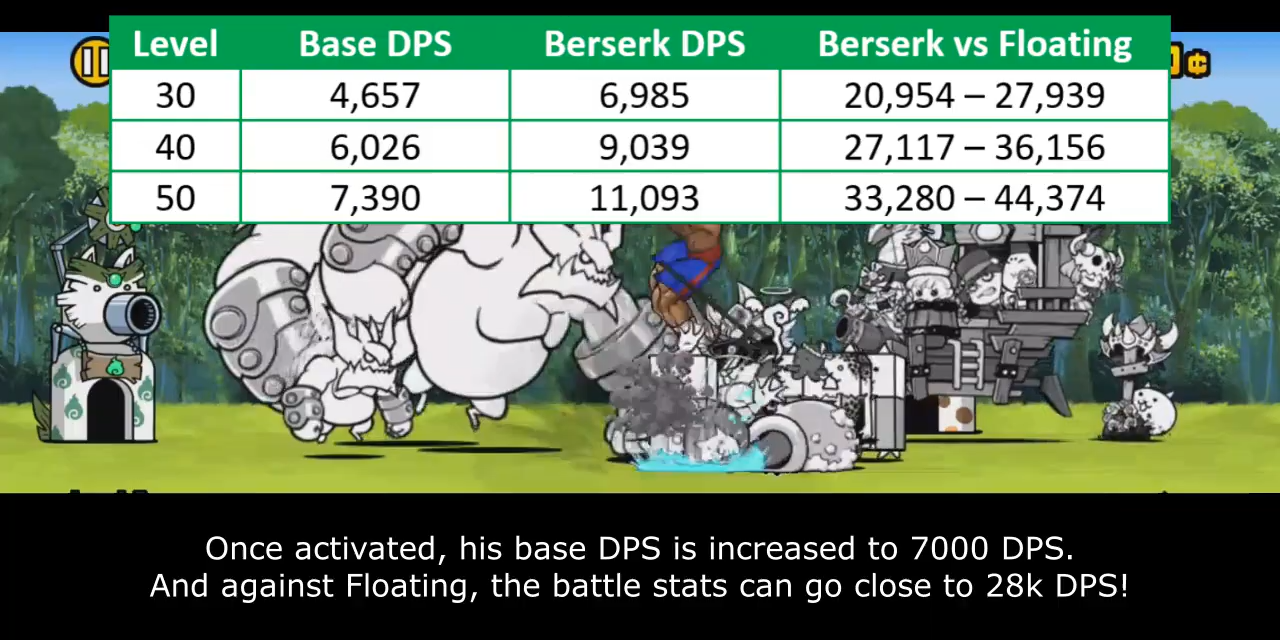 Level Base DPS Berserk DPS Berserk vs Floating
30 4,657 6,985 20,954 – 27,939
40 6,026 9,039 27,117 – 36,156
50 7,390 11,093 33,280 – 44,374
Once activated, his base DPS is increased to 7000 DPS.
And against Floating, the battle stats can go close to 28k DPS!